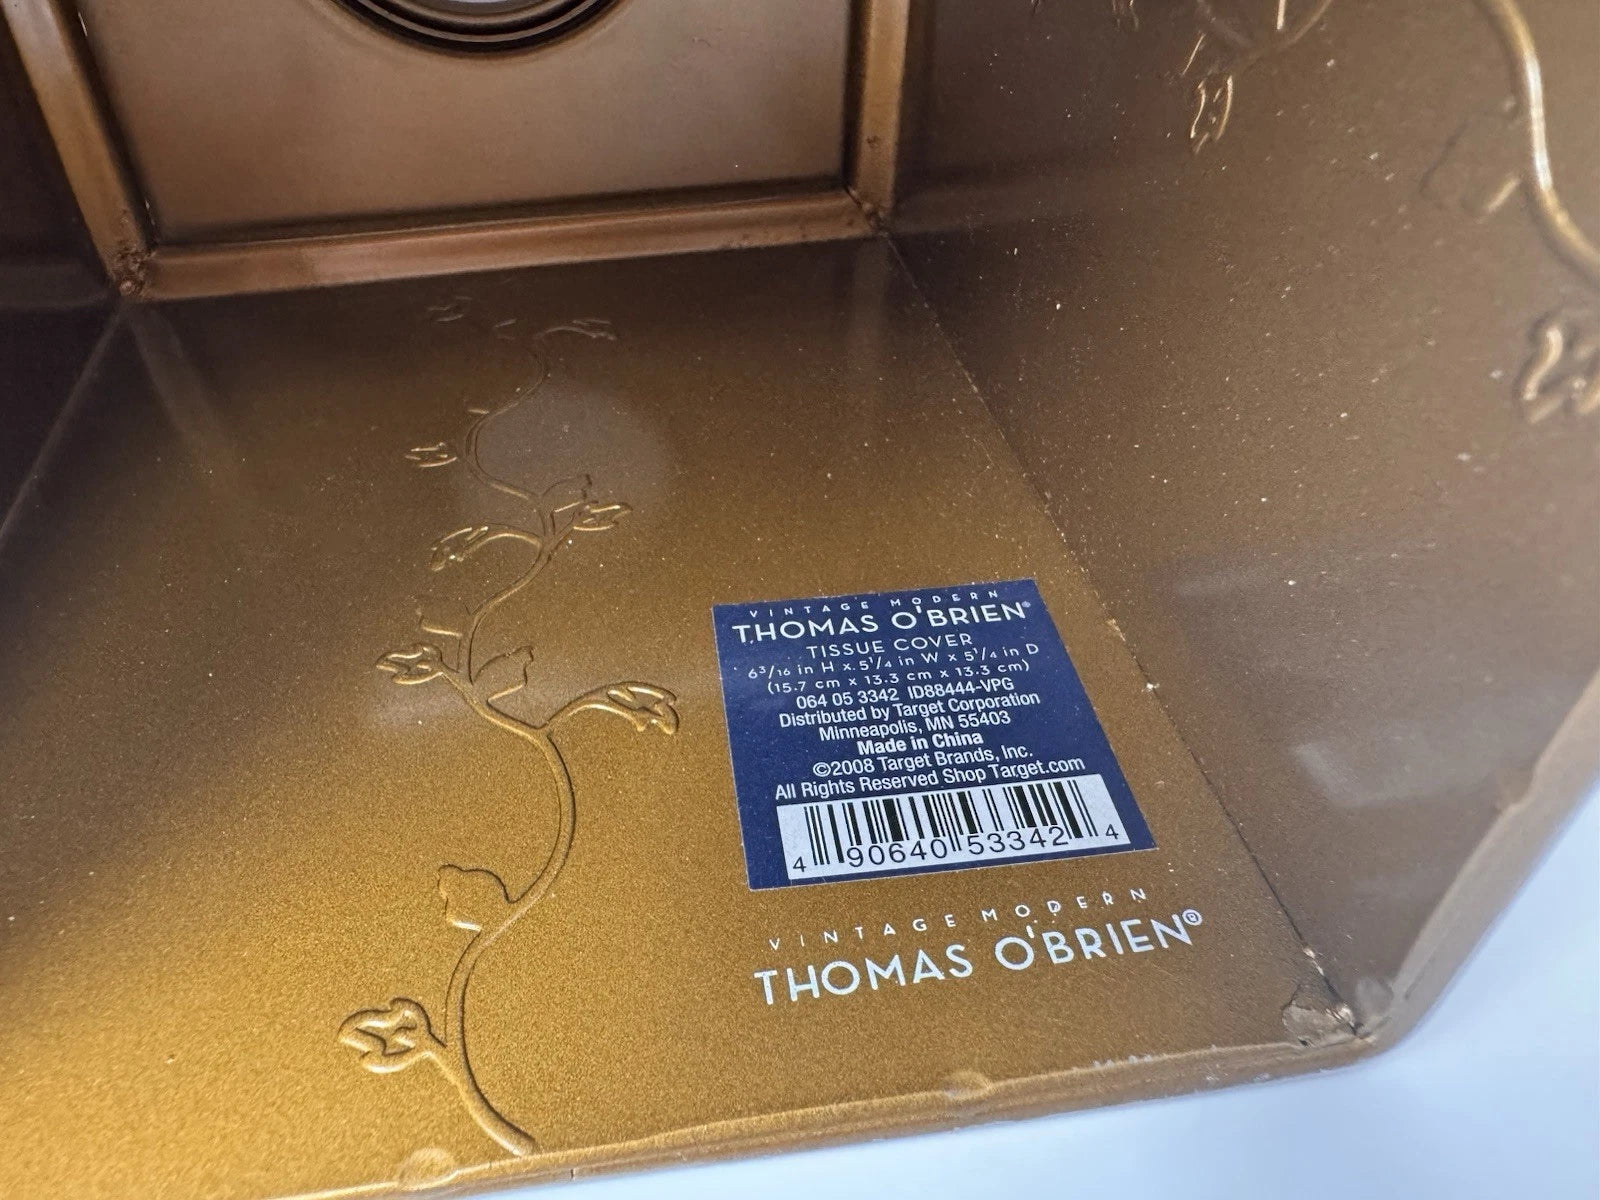 VINTAGE MODERN
THOMAS O'BRIEN®
TISSUE COVER
6 3/16 in H x 5 1/4 in W x 5 1/4 in D
(15.7 cm x 13.3 cm x 13.3 cm)
064 05 3342 ID88444-VPG
Distributed by Target Corporation
Minneapolis, MN 55403
Made in China
©2008 Target Brands, Inc.
All Rights Reserved Shop Target.com
4 90640 53342 4
VINTAGE MODERN
THOMAS O'BRIEN®